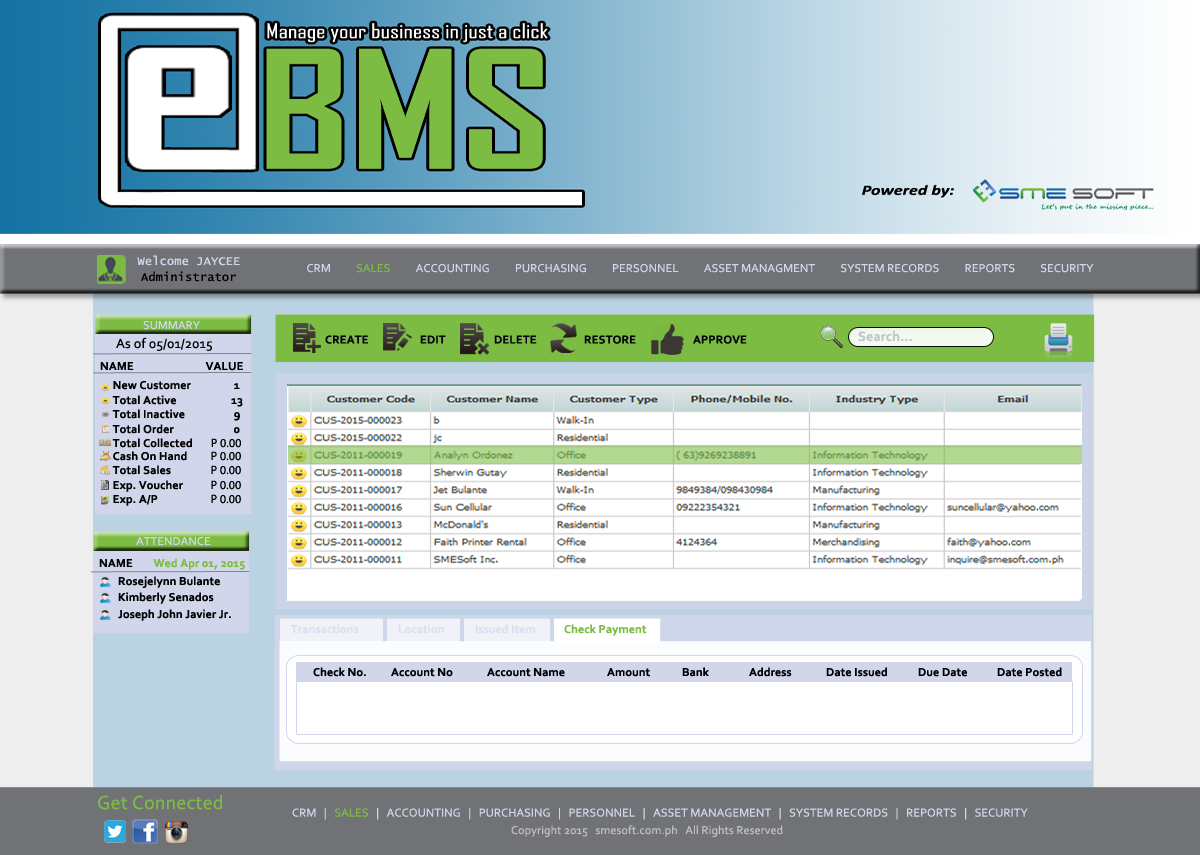 Manage your business in just a click
eBMS
Powered by: SME SOFT
Let's put in the missing piece...
Welcome JAYCEE
Administrator
CRM SALES ACCOUNTING PURCHASING PERSONNEL ASSET MANAGMENT SYSTEM RECORDS REPORTS SECURITY
SUMMARY
As of 05/01/2015
NAME VALUE
New Customer 1
Total Active 13
Total Inactive 9
Total Order 0
Total Collected P 0.00
Cash On Hand P 0.00
Total Sales P 0.00
Exp. Voucher P 0.00
Exp. A/P P 0.00
ATTENDANCE
NAME Wed Apr 01, 2015
Rosejelynn Bulante
Kimberly Senados
Joseph John Javier Jr.
CREATE EDIT DELETE RESTORE APPROVE Search...
Customer Code Customer Name Customer Type Phone/Mobile No. Industry Type Email
CUS-2015-000023 b Walk-In
CUS-2015-000022 jc Residential
CUS-2011-000019 Analyn Ordonez Office ( 63)9269238891 Information Technology
CUS-2011-000018 Sherwin Gutay Residential Information Technology
CUS-2011-000017 Jet Bulante Walk-In 9849384/098430984 Manufacturing
CUS-2011-000016 Sun Cellular Office 09222354321 Information Technology suncellular@yahoo.com
CUS-2011-000013 McDonald's Residential Manufacturing
CUS-2011-000012 Faith Printer Rental Office 4124364 Merchandising faith@yahoo.com
CUS-2011-000011 SMESoft Inc. Office Information Technology inquire@smesoft.com.ph
Transactions Location Issued Item Check Payment
Check No. Account No Account Name Amount Bank Address Date Issued Due Date Date Posted
Get Connected
CRM | SALES | ACCOUNTING | PURCHASING | PERSONNEL | ASSET MANAGEMENT | SYSTEM RECORDS | REPORTS | SECURITY
Copyright 2015 smesoft.com.ph All Rights Reserved